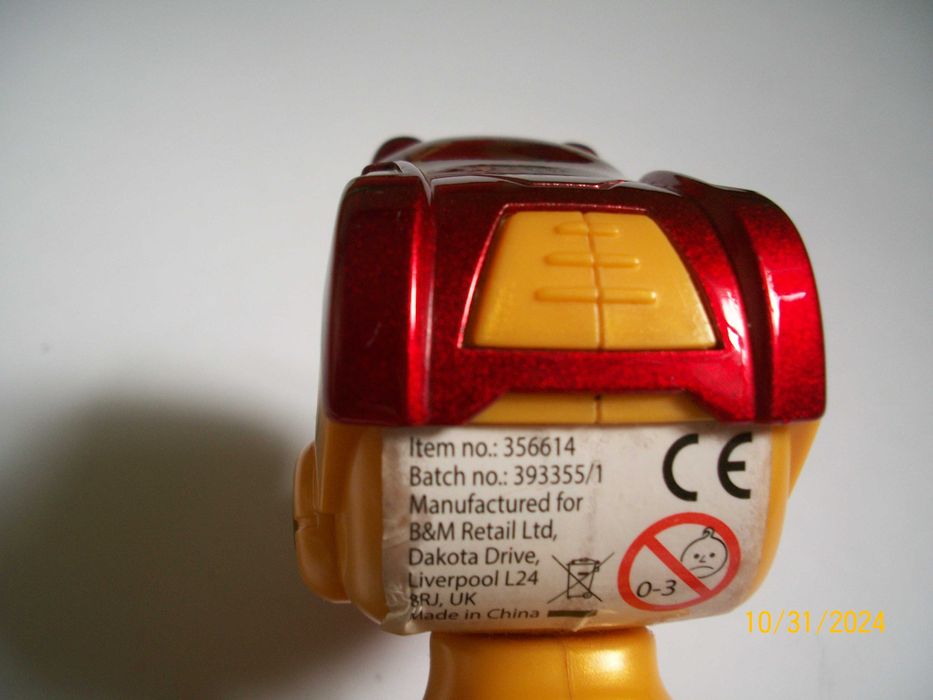 Item no.: 356614
Batch no.: 393355/1
Manufactured for
B&M Retail Ltd,
Dakota Drive,
Liverpool L24
8RJ, UK
Made in China
CE
0-3
10/31/2024